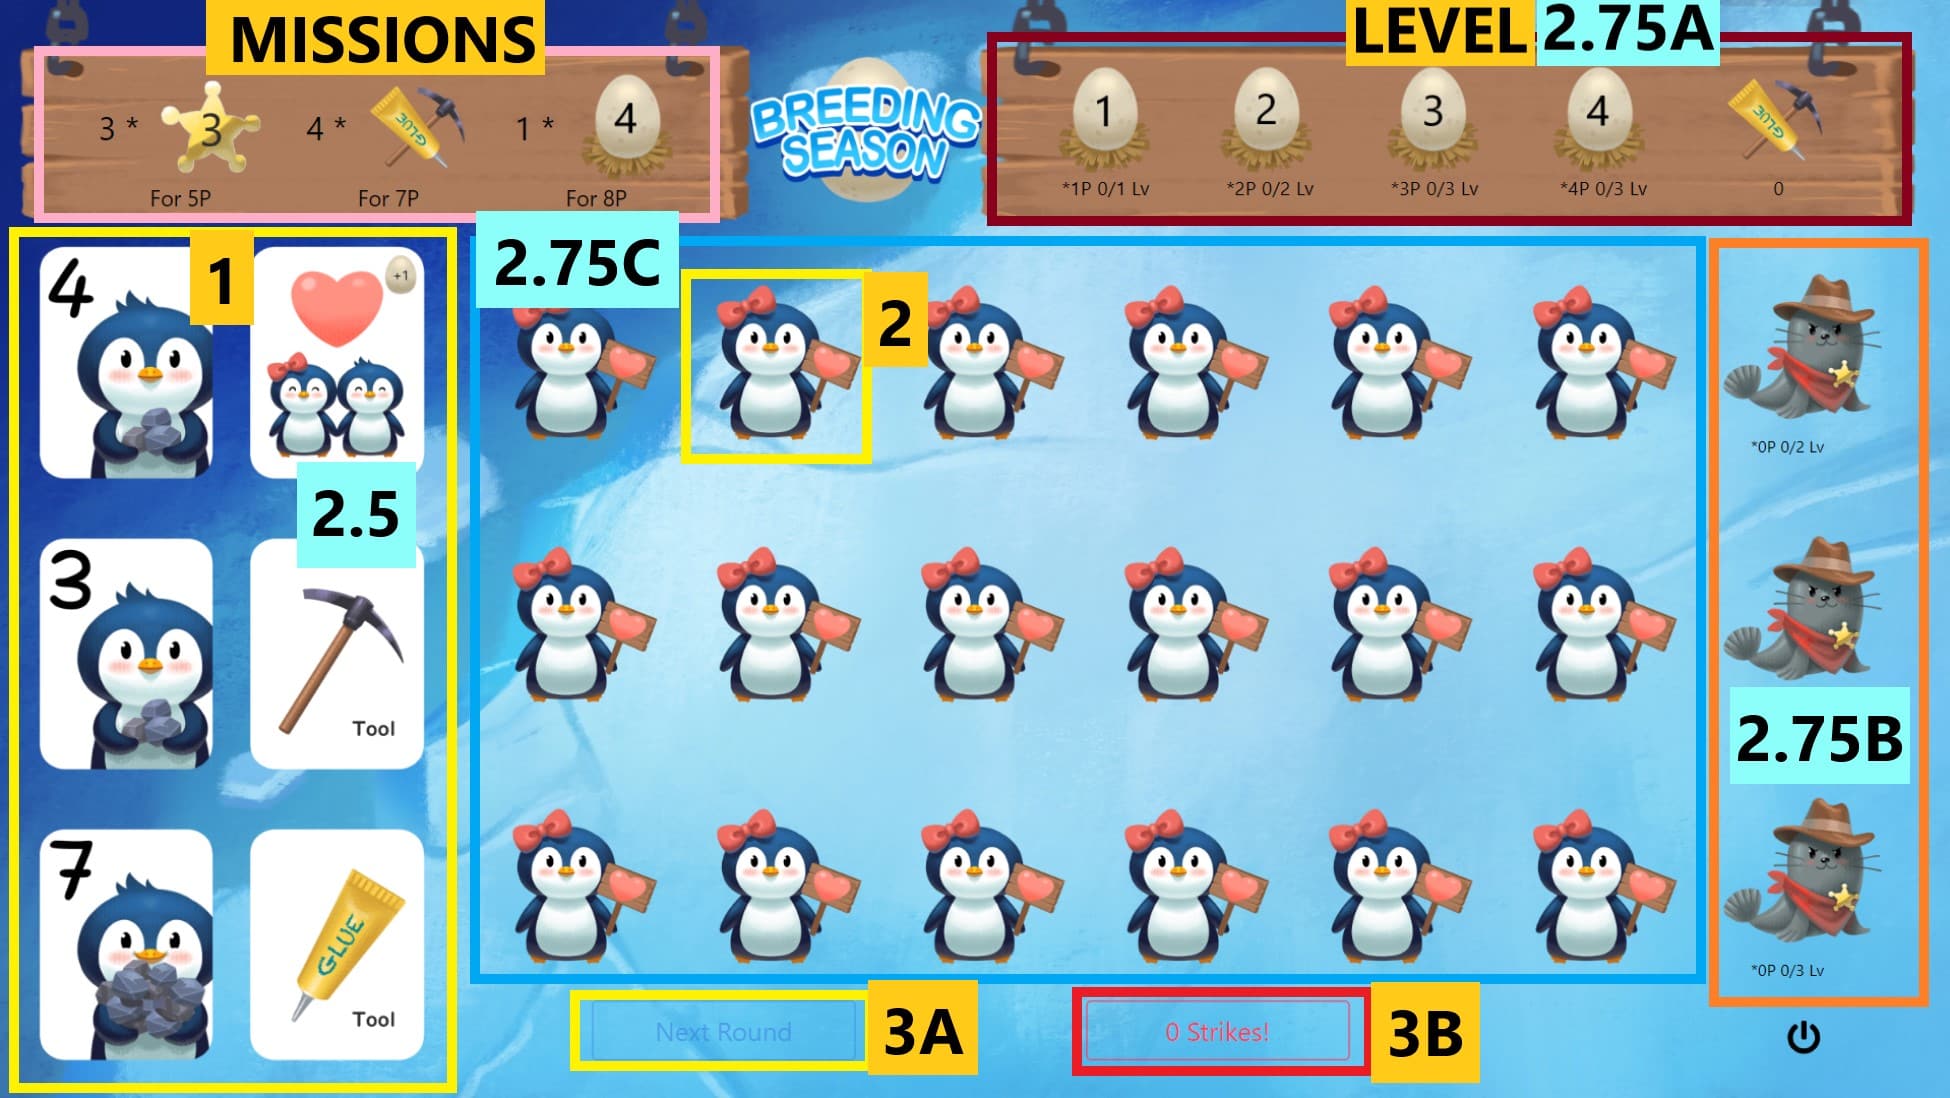 MISSIONS
LEVEL 2.75A
3 * 3
4 * GLUE
1 * 4
For 5P
For 7P
For 8P
BREEDING
SEASON
1
2
3
4
GLUE
*1P 0/1 Lv
*2P 0/2 Lv
*3P 0/3 Lv
*4P 0/3 Lv
0
4
1
+1
2.75C
2
2.5
*0P 0/2 Lv
3
Tool
2.75B
7
GLUE
Tool
*0P 0/3 Lv
Next Round
3A
0 Strikes!
3B